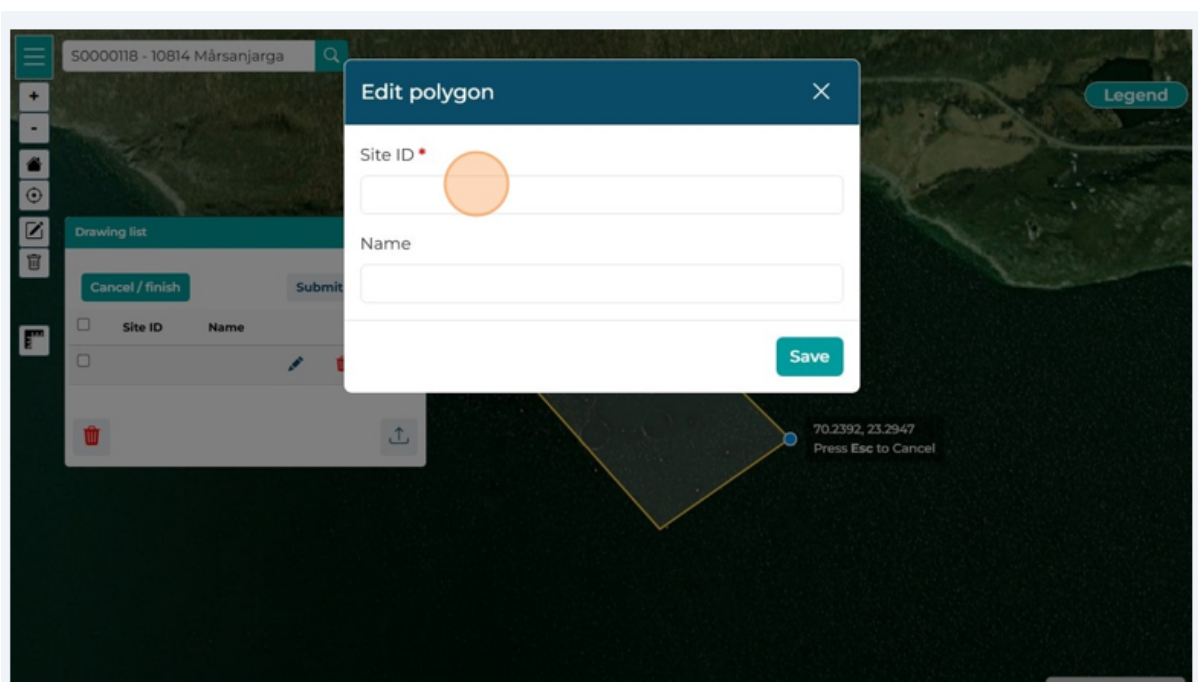 S0000118 - 10814 Mårsanjarga
+
-
Legend
Edit polygon
Site ID *
Name
Save
Drawing list
Cancel / finish
Submit
Site ID Name
70.2392, 23.2947
Press Esc to Cancel